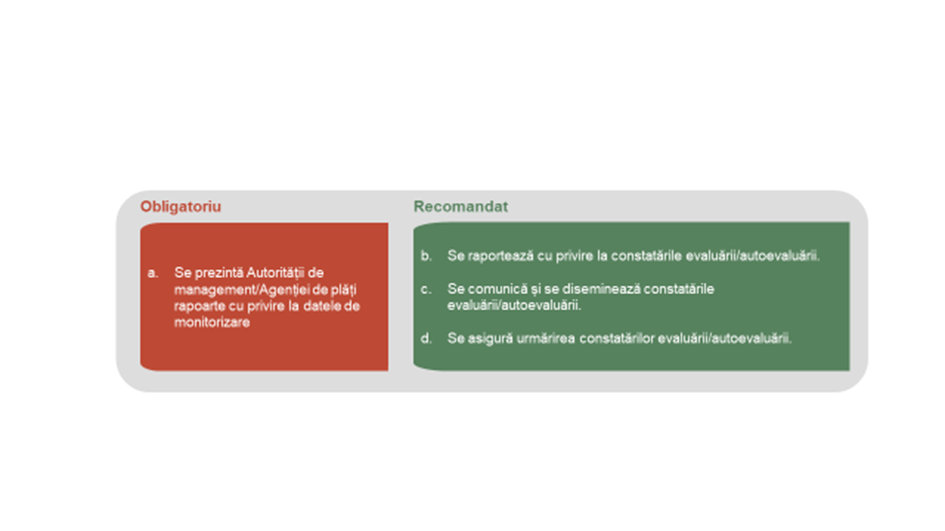 Obligatoriu
a. Se prezintă Autorității de
management/Agenției de plăți
rapoarte cu privire la datele de
monitorizare
Recomandat
b. Se raportează cu privire la constatările evaluării/autoevaluării.
c. Se comunică și se diseminează constatările
evaluării/autoevaluării.
d. Se asigură urmărirea constatărilor evaluării/autoevaluării.